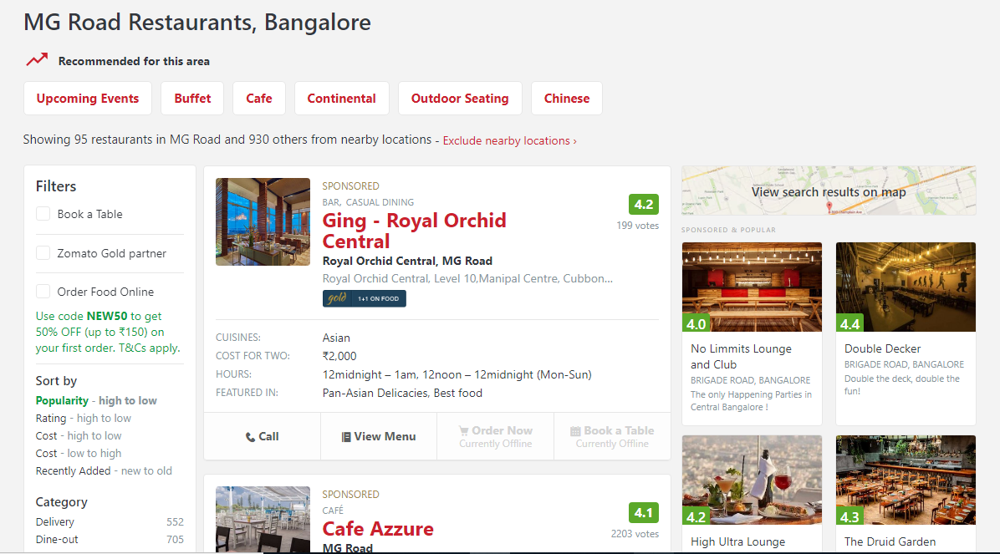 MG Road Restaurants, Bangalore
Recommended for this area
Upcoming Events
Buffet
Cafe
Continental
Outdoor Seating
Chinese
Showing 95 restaurants in MG Road and 930 others from nearby locations - Exclude nearby locations ›
Filters
Book a Table
Zomato Gold partner
Order Food Online
Use code NEW50 to get
50% OFF (up to ₹150) on
your first order. T&Cs apply.
Sort by
Popularity - high to low
Rating - high to low
Cost - high to low
Cost - low to high
Recently Added - new to old
Category
Delivery 552
Dine-out 705
SPONSORED
BAR, CASUAL DINING
Ging - Royal Orchid
Central
4.2
199 votes
Royal Orchid Central, MG Road
Royal Orchid Central, Level 10,Manipal Centre, Cubbon...
gold 1+1 ON FOOD
CUISINES: Asian
COST FOR TWO: ₹2,000
HOURS: 12midnight – 1am, 12noon – 12midnight (Mon-Sun)
FEATURED IN: Pan-Asian Delicacies, Best food
Call
View Menu
Order Now
Currently Offline
Book a Table
Currently Offline
SPONSORED
CAFÉ
Cafe Azzure
4.1
2203 votes
MG Road
View search results on map
SPONSORED & POPULAR
4.0
No Limmits Lounge
and Club
BRIGADE ROAD, BANGALORE
The only Happening Parties in
Central Bangalore !
4.4
Double Decker
BRIGADE ROAD, BANGALORE
Double the deck, double the
fun!
4.2
High Ultra Lounge
4.3
The Druid Garden